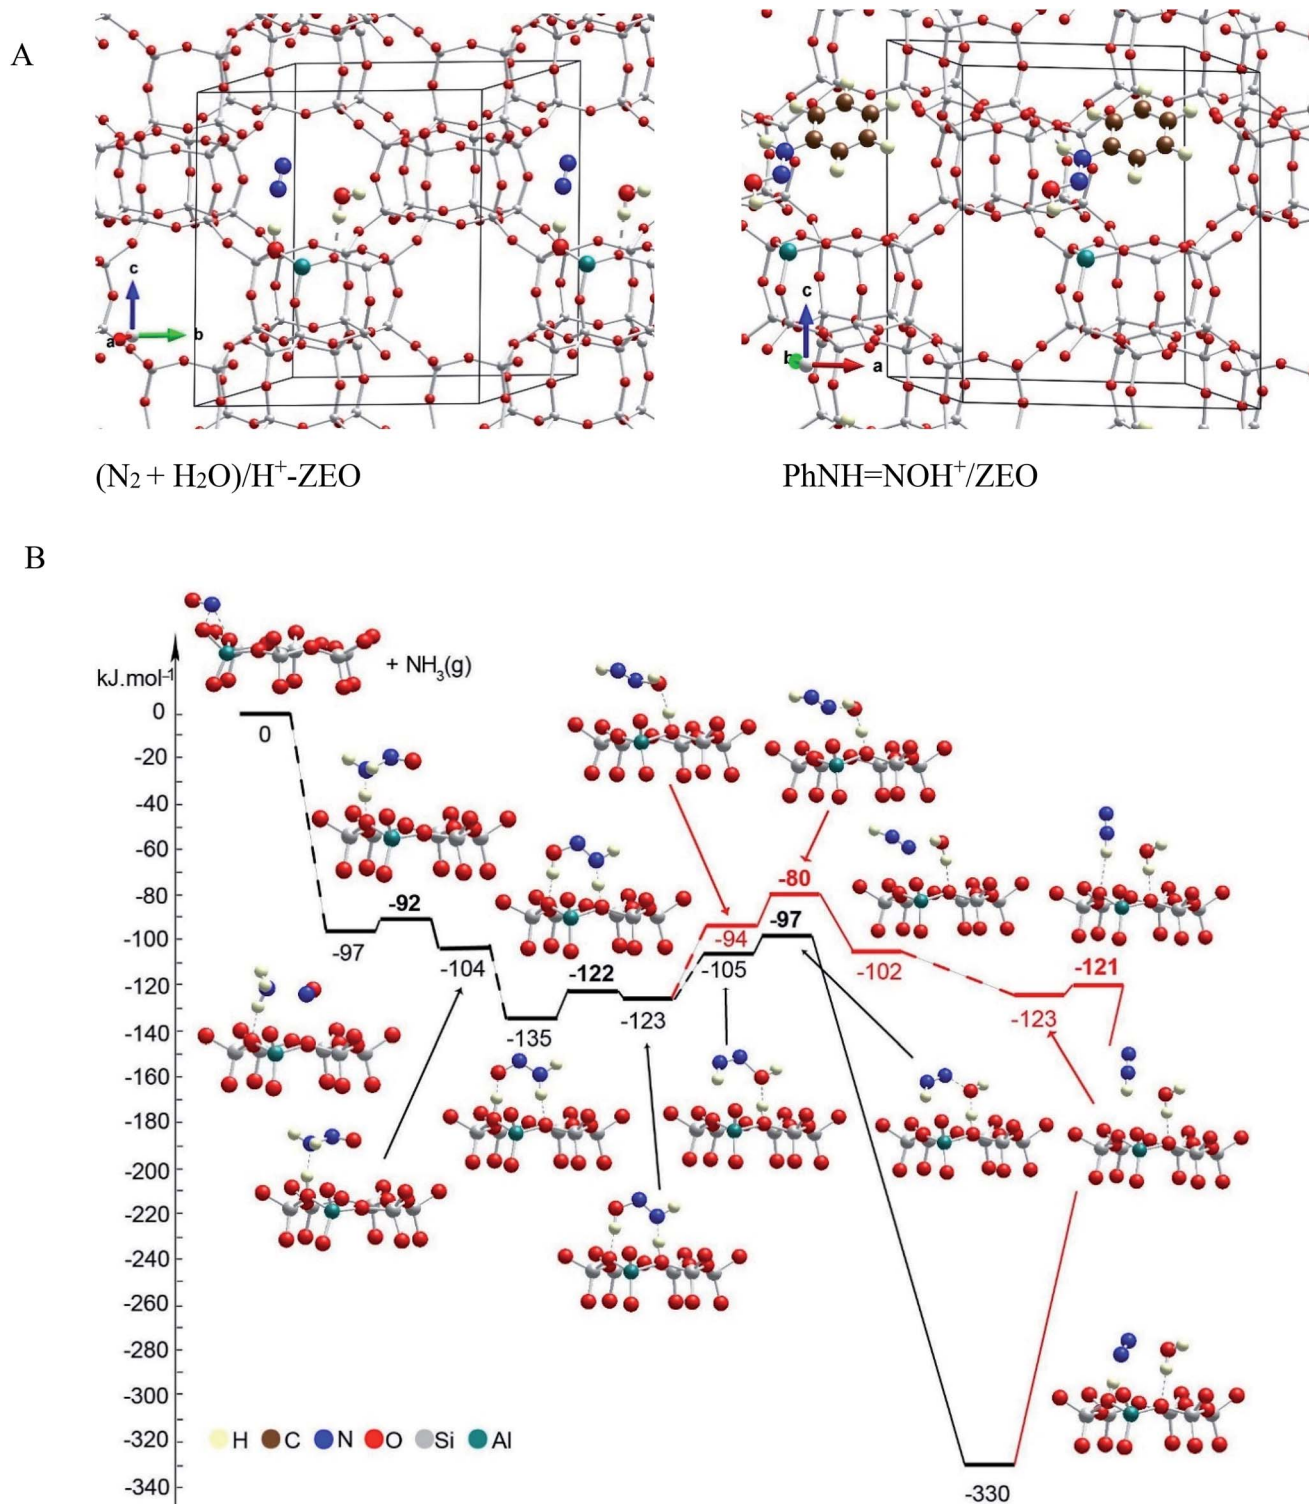 A
c
a
b
c
b
a
(N2 + H2O)/H+-ZEO
PhNH=NOH+/ZEO
B
kJ.mol–1
+ NH3(g)
0
-20
-40
-60
-80
-100
-120
-140
-160
-180
-200
-220
-240
-260
-280
-300
-320
-340
0
-97
-92
-104
-135
-122
-123
-94
-105
-80
-97
-102
-123
-121
-330
H C N O Si Al